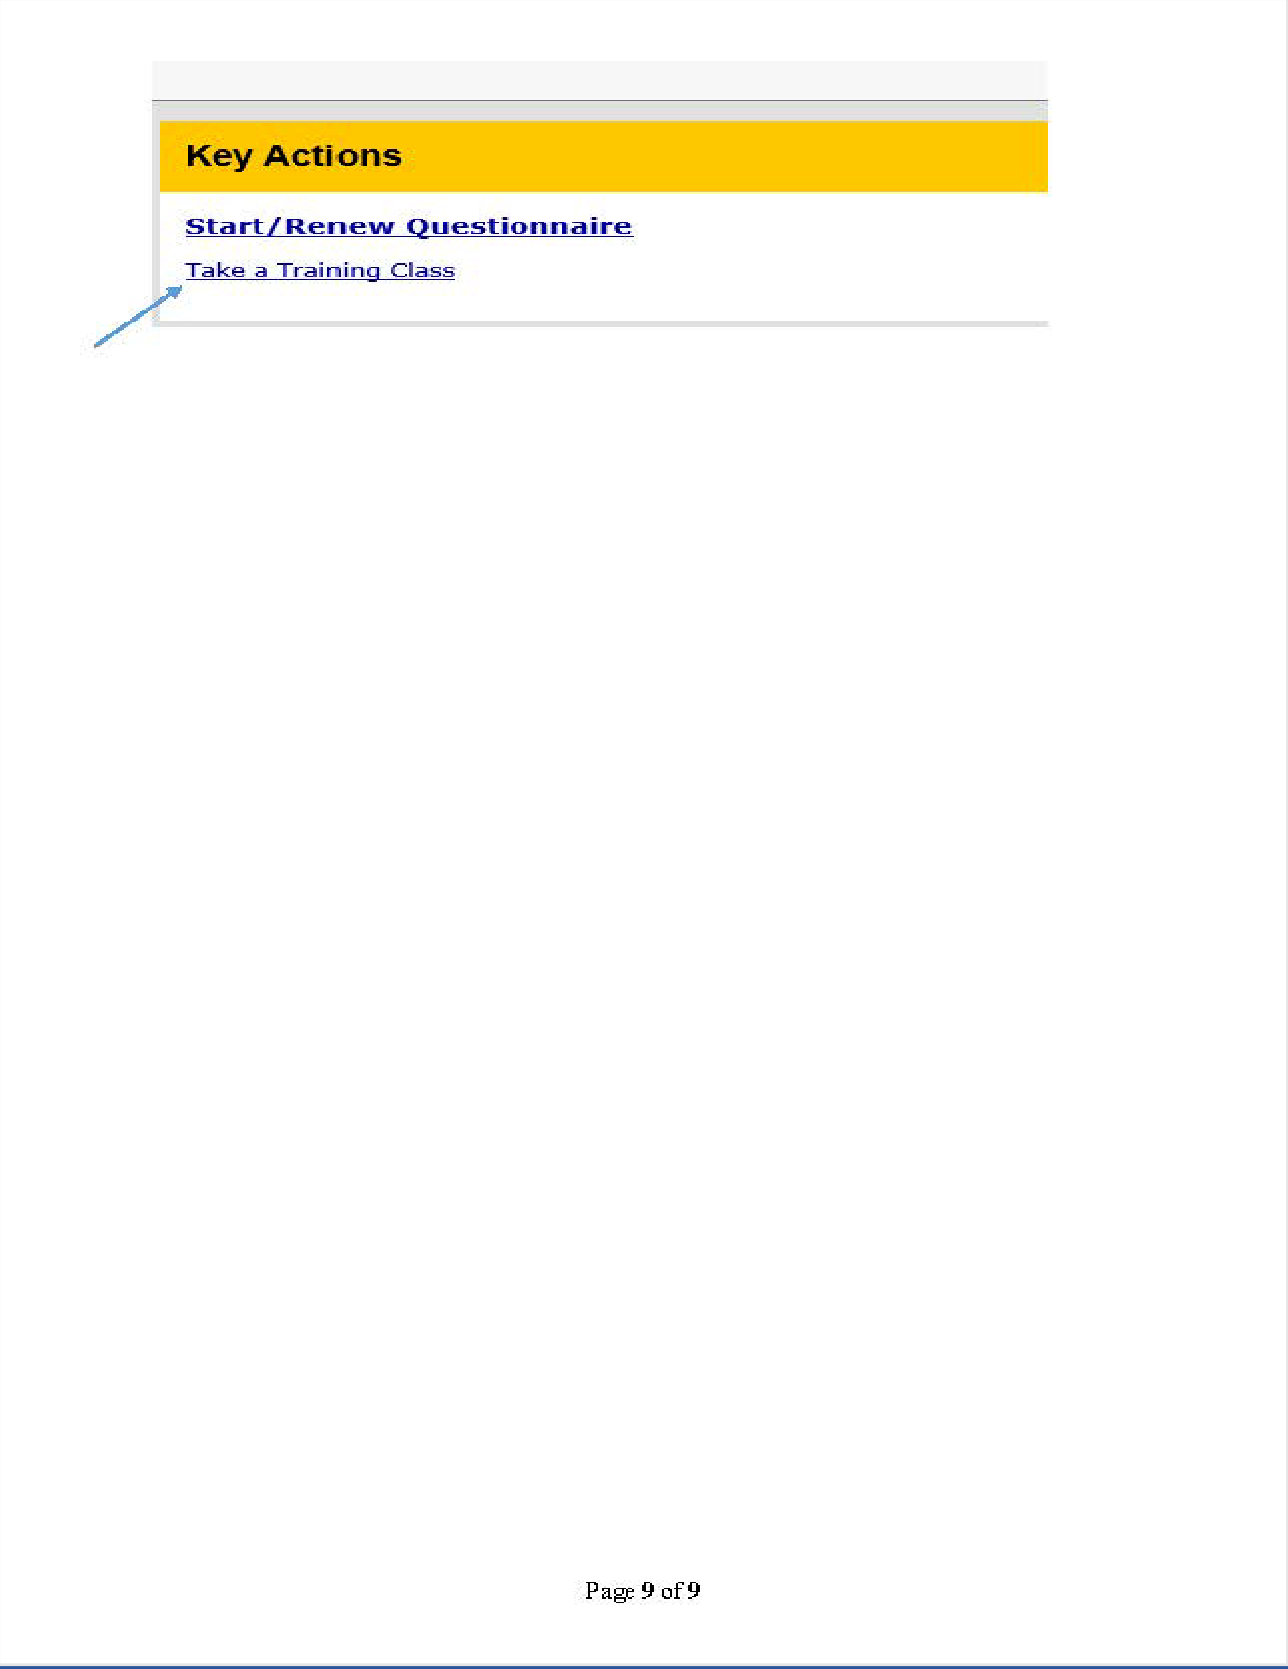 Key Actions
Start/Renew Questionnaire
Take a Training Class
Page 9 of 9